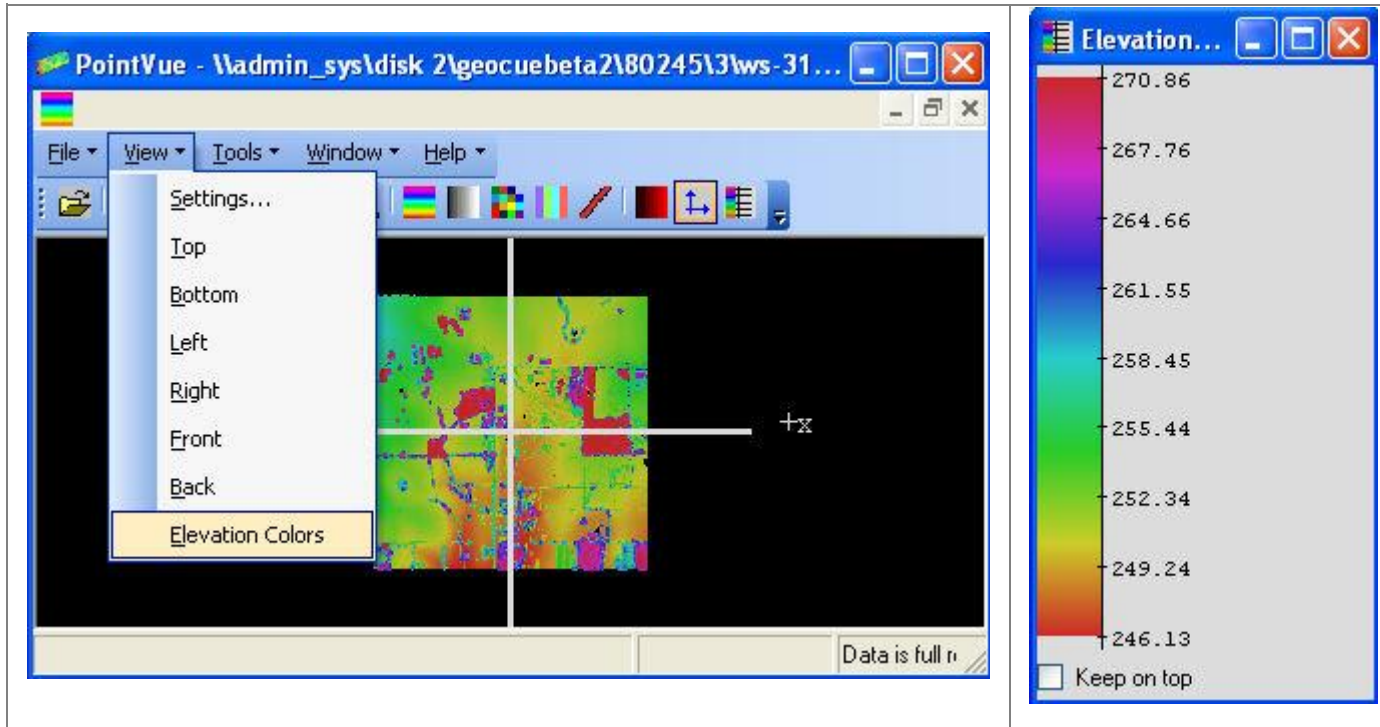 PointVue - \\admin_sys\disk 2\geocuebeta2\80245\3\ws-31...
File View Tools Window Help
Settings...
Top
Bottom
Left
Right
Front
Back
Elevation Colors
+x
Data is full r
Elevation...
270.86
267.76
264.66
261.55
258.45
255.44
252.34
249.24
246.13
Keep on top